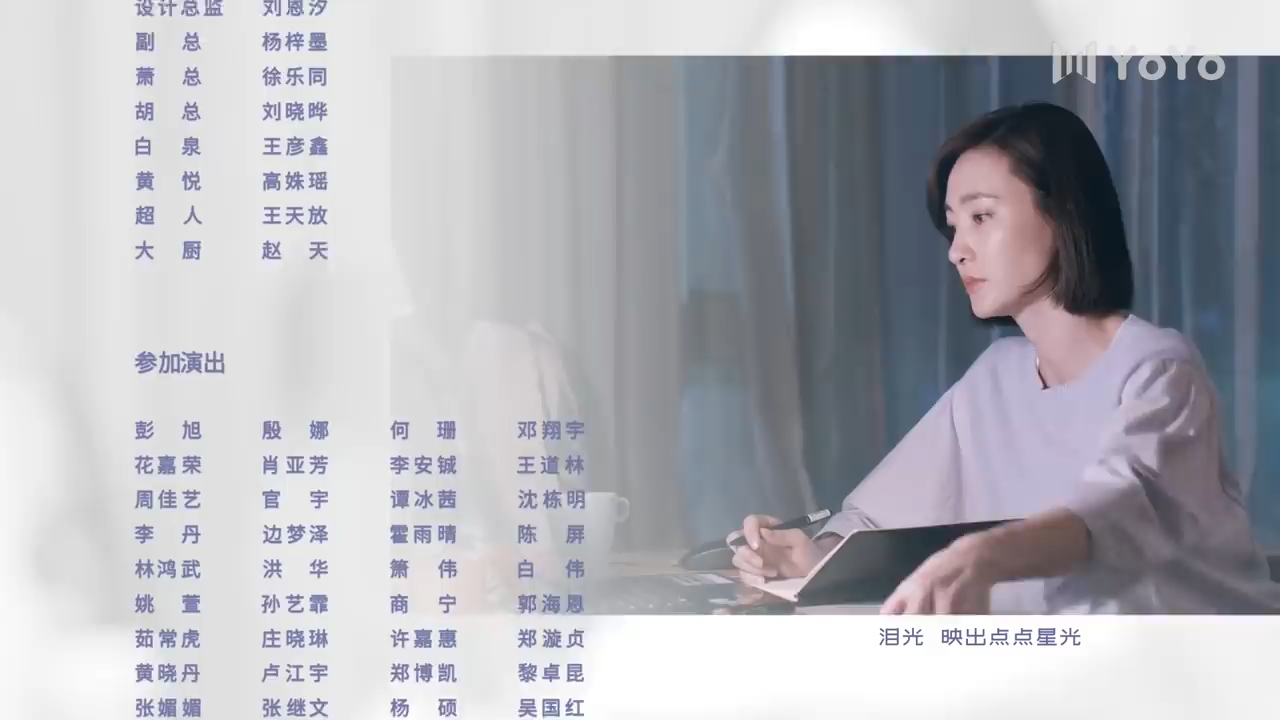 设计总监 刘恩汐
副 总 杨梓墨
萧 总 徐乐同
胡 总 刘晓晔
白 泉 王彦鑫
黄 悦 高姝瑶
超 人 王天放
大 厨 赵 天
参加演出
彭 旭 殷 娜 何 珊 邓翔宇
花嘉荣 肖亚芳 李安铖 王道林
周佳艺 官 宇 谭冰茜 沈栋明
李 丹 边梦泽 霍雨晴 陈 屏
林鸿武 洪 华 箫 伟 白 伟
姚 萱 孙艺霏 商 宁 郭海恩
茹常虎 庄晓琳 许嘉惠 郑漩贞
黄晓丹 卢江宇 郑博凯 黎卓昆
张媚媚 张继文 杨 硕 吴国红
YoYo
泪光 映出点点星光